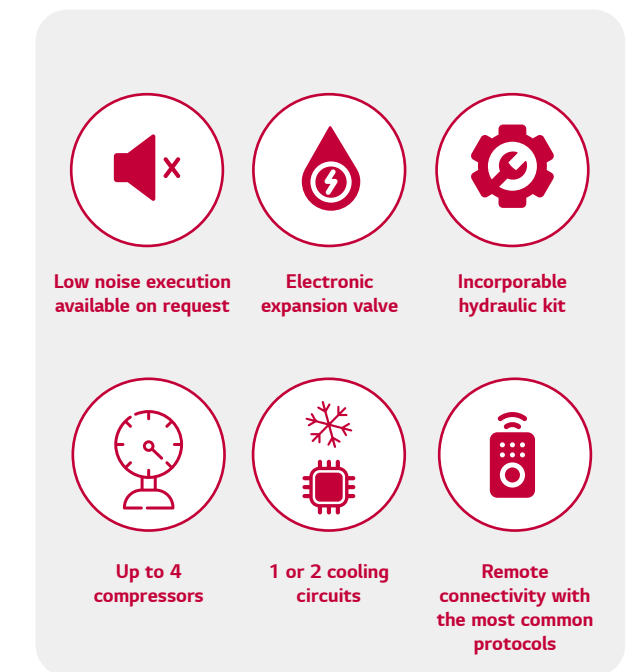 Low noise execution
available on request
Electronic
expansion valve
Incorporable
hydraulic kit
Up to 4
compressors
1 or 2 cooling
circuits
Remote
connectivity with
the most common
protocols